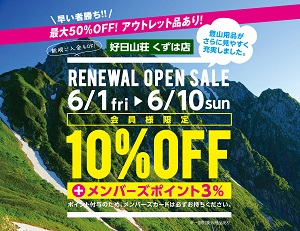 早い者勝ち!!
最大50%OFF! アウトレット品あり!
新規ご入会もOK!
好日山荘 くずは店
登山用品が
さらに見やすく
充実しました。
RENEWAL OPEN SALE
6/1 fri ▶ 6/10 sun
会員様限定
10%OFF
+メンバーズポイント3%
ポイント付与のため、メンバーズカードは必ずお持ちください。